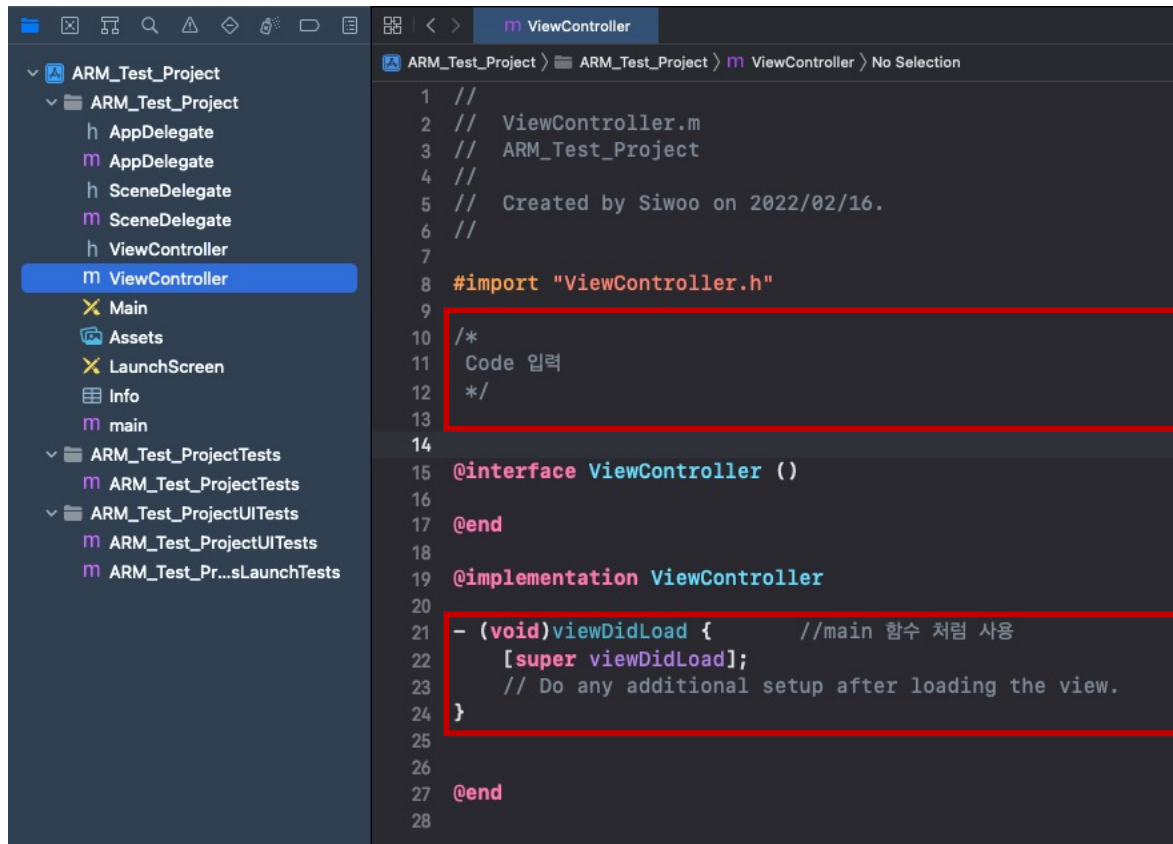 ViewController
ARM_Test_Project
ARM_Test_Project
h AppDelegate
m AppDelegate
h SceneDelegate
m SceneDelegate
h ViewController
m ViewController
Main
Assets
LaunchScreen
Info
m main
ARM_Test_ProjectTests
m ARM_Test_ProjectTests
ARM_Test_ProjectUITests
m ARM_Test_ProjectUITests
m ARM_Test_Pr...sLaunchTests
m ViewController
ARM_Test_Project 〉 ARM_Test_Project 〉 m ViewController 〉 No Selection
1 //
2 //  ViewController.m
3 //  ARM_Test_Project
4 //
5 //  Created by Siwoo on 2022/02/16.
6 //
7
8 #import "ViewController.h"
9
10 /*
11  Code 입력
12  */
13
14
15 @interface ViewController ()
16
17 @end
18
19 @implementation ViewController
20
21 - (void)viewDidLoad {       //main 함수 처럼 사용
22     [super viewDidLoad];
23     // Do any additional setup after loading the view.
24 }
25
26
27 @end
28